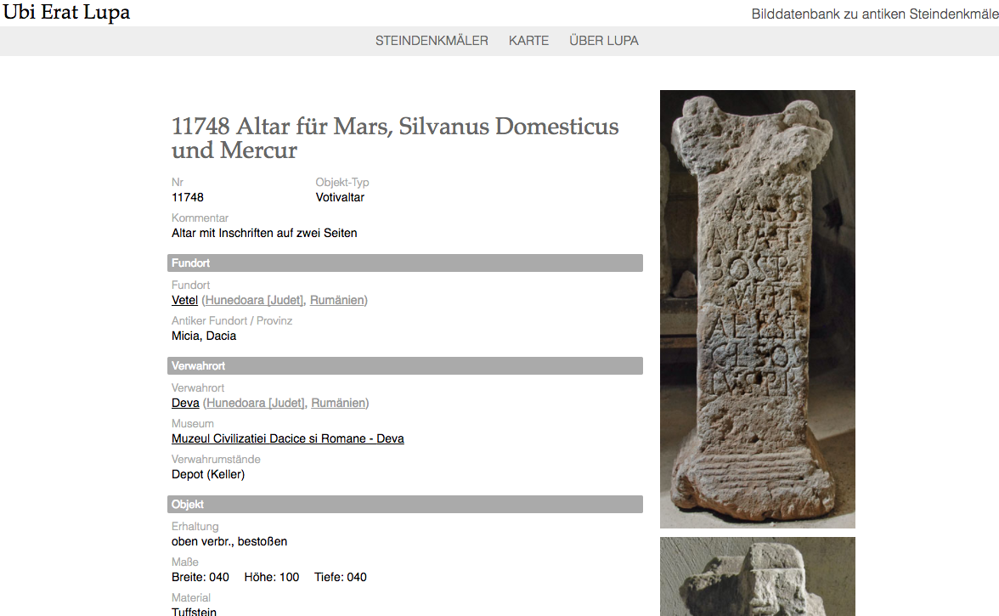 Ubi Erat Lupa
Bilddatenbank zu antiken Steindenkmäle
STEINDENKMÄLER KARTE ÜBER LUPA
11748 Altar für Mars, Silvanus Domesticus
und Mercur
Nr Objekt-Typ
11748 Votivaltar
Kommentar
Altar mit Inschriften auf zwei Seiten
Fundort
Fundort
Vetel (Hunedoara [Judet], Rumänien)
Antiker Fundort / Provinz
Micia, Dacia
Verwahrort
Verwahrort
Deva (Hunedoara [Judet], Rumänien)
Museum
Muzeul Civilizatiei Dacice si Romane - Deva
Verwahrumstände
Depot (Keller)
Objekt
Erhaltung
oben verbr., bestoßen
Maße
Breite: 040 Höhe: 100 Tiefe: 040
Material
Tuffstein